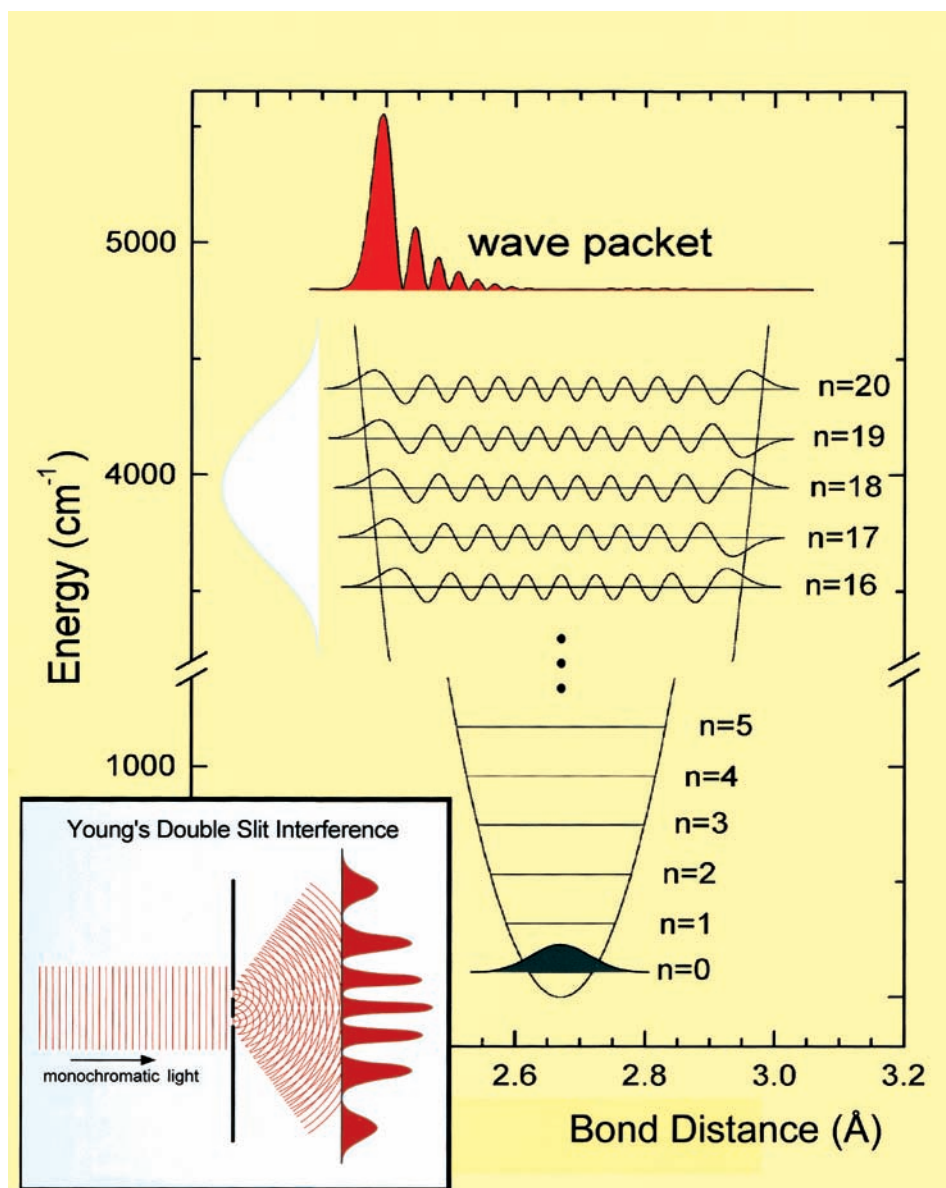 wave packet
5000
4000
1000
Energy (cm-1)
n=20
n=19
n=18
n=17
n=16
n=5
n=4
n=3
n=2
n=1
n=0
Young's Double Slit Interference
monochromatic light
2.6 2.8 3.0 3.2
Bond Distance (Å)